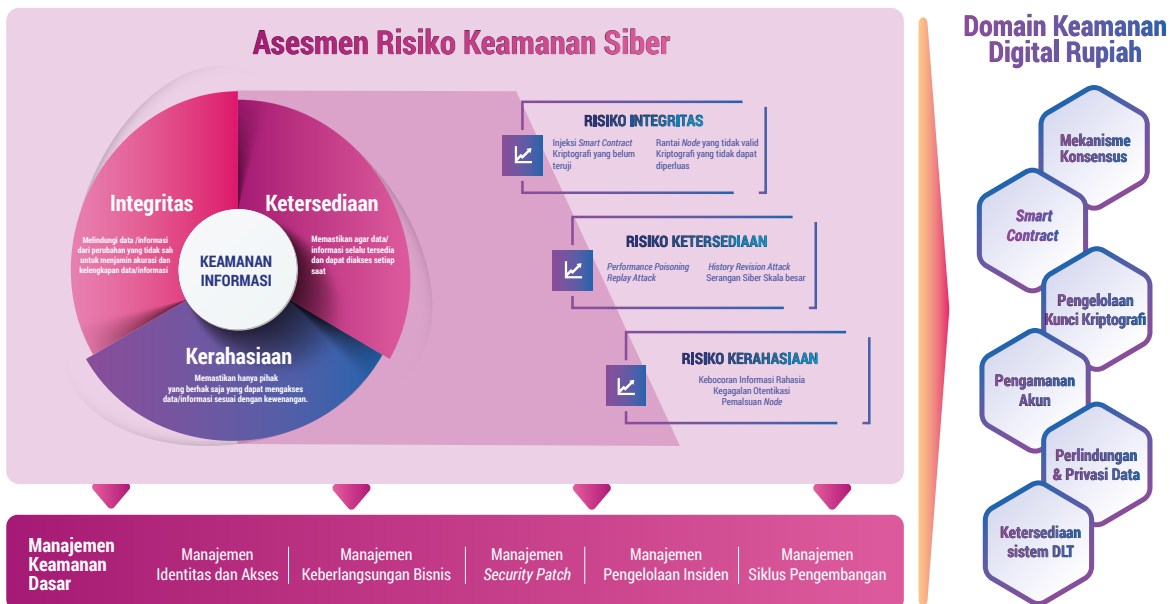 Asesmen Risiko Keamanan Siber
Integritas
Melindungi data /informasi
dari perubahan yang tidak sah
untuk menjamin akurasi dan
kelengkapan data/informasi
Ketersediaan
Memastikan agar data/
informasi selalu tersedia
dan dapat diakses setiap
saat
KEAMANAN
INFORMASI
Kerahasiaan
Memastikan hanya pihak
yang berhak saja yang dapat mengakses
data/informasi sesuai dengan kewenangan.
RISIKO INTEGRITAS
Injeksi Smart Contract
Kriptografi yang belum
teruji
Rantai Node yang tidak valid
Kriptografi yang tidak dapat
diperluas
RISIKO KETERSEDIAAN
Performance Poisoning
Replay Attack
History Revision Attack
Serangan Siber Skala besar
RISIKO KERAHASIAAN
Kebocoran Informasi Rahasia
Kegagalan Otentikasi
Pemalsuan Node
Manajemen
Keamanan
Dasar
Manajemen
Identitas dan Akses
Manajemen
Keberlangsungan Bisnis
Manajemen
Security Patch
Manajemen
Pengelolaan Insiden
Manajemen
Siklus Pengembangan
Domain Keamanan
Digital Rupiah
Mekanisme
Konsensus
Smart
Contract
Pengelolaan
Kunci Kriptografi
Pengamanan
Akun
Perlindungan
& Privasi Data
Ketersediaan
sistem DLT